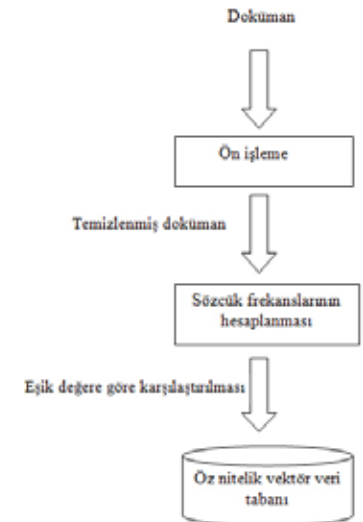 Doküman
Ön işleme
Temizlenmiş doküman
Sözcük frekanslarının
hesaplanması
Eşik değere göre karşılaştırılması
Öz nitelik vektör veri
tabanı